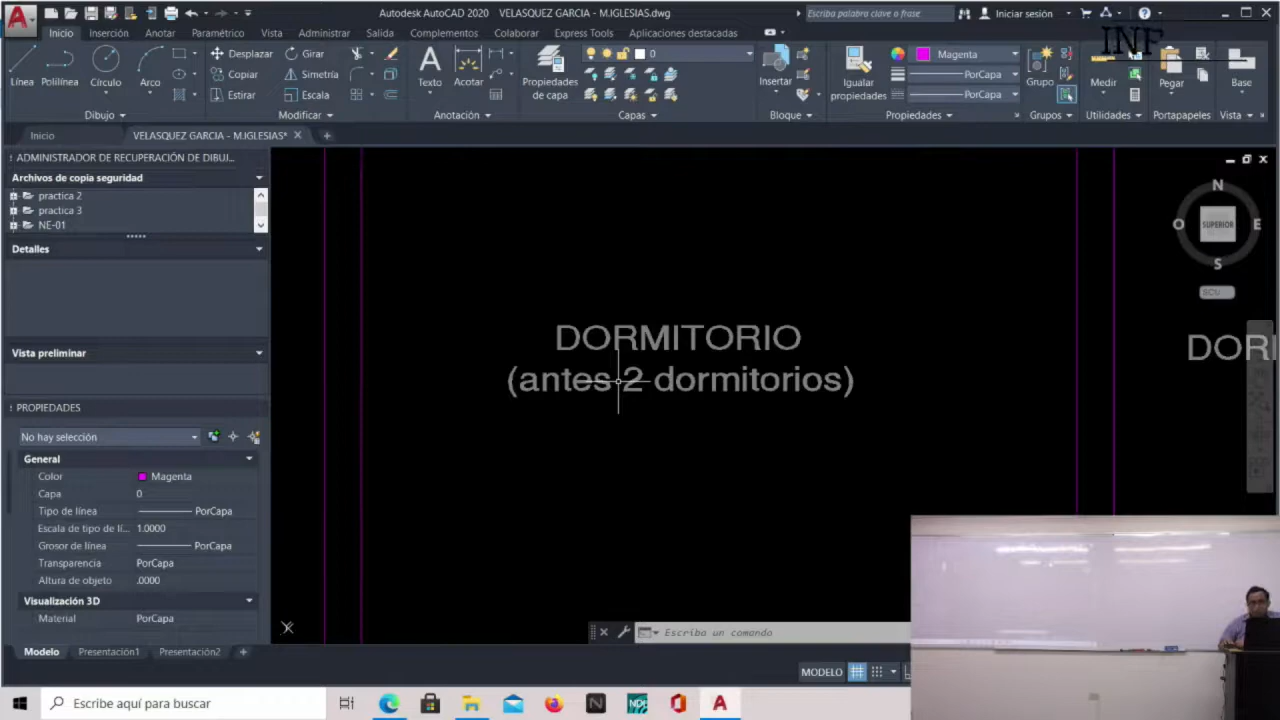 Autodesk AutoCAD 2020 VELASQUEZ GARCIA - M.IGLESIAS.dwg
Escriba palabra clave o frase
Iniciar sesión
INF
Inicio Inserción Anotar Paramétrico Vista Administrar Salida Complementos Colaborar Express Tools Aplicaciones destacadas
Línea Polilínea Círculo Arco
Desplazar Girar
Copiar Simetría
Estirar Escala
Texto Acotar
Propiedades de capa
0
Insertar
Igualar propiedades
Magenta
PorCapa
PorCapa
Grupo Medir Pegar Base
Dibujo Modificar Anotación Capas Bloque Propiedades Grupos Utilidades Portapapeles Vista
Inicio VELASQUEZ GARCIA - M.IGLESIAS*
ADMINISTRADOR DE RECUPERACIÓN DE DIBUJ...
Archivos de copia seguridad
practica 2
practica 3
NE-01
Detalles
Vista preliminar
PROPIEDADES
No hay selección
General
Color Magenta
Capa 0
Tipo de línea PorCapa
Escala de tipo de lí... 1.0000
Grosor de línea PorCapa
Transparencia PorCapa
Altura de objeto .0000
Visualización 3D
Material PorCapa
N
O SUPERIOR E
S
SCU
DORMITORIO
(antes 2 dormitorios)
DORI
Escriba un comando
Modelo Presentación1 Presentación2
MODELO
Escribe aquí para buscar